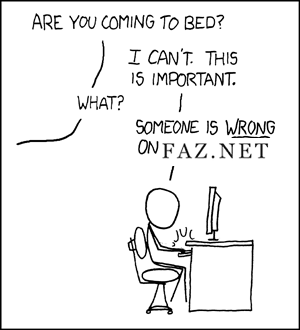 ARE YOU COMING TO BED?
I CAN'T. THIS
IS IMPORTANT.
WHAT?
SOMEONE IS WRONG
ON FAZ.NET